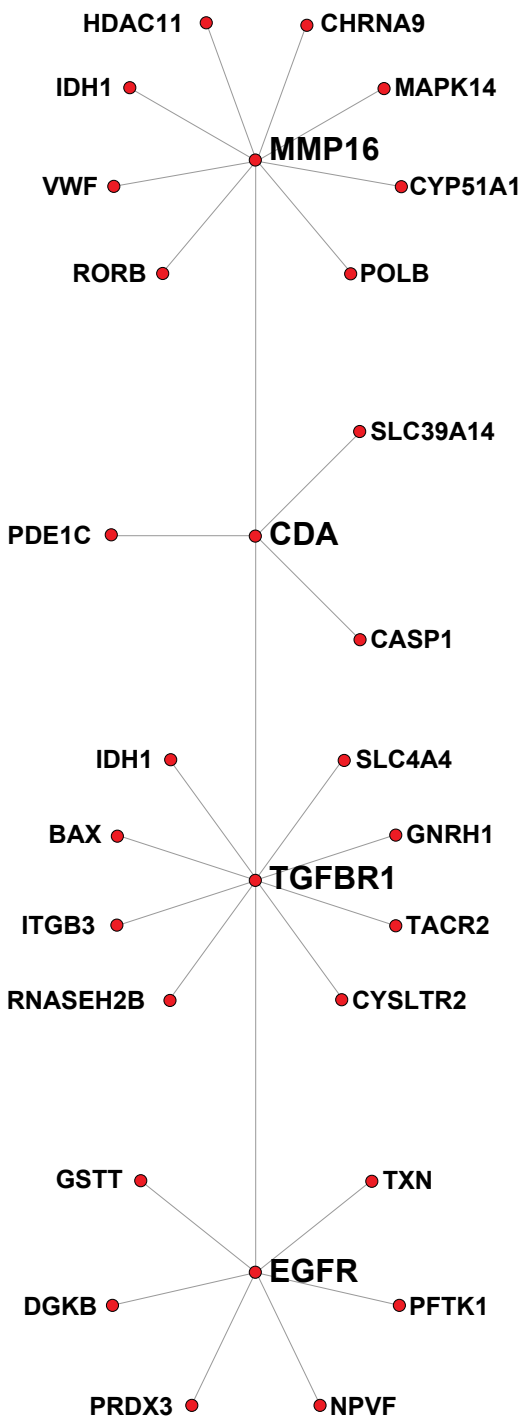 HDAC11
CHRNA9
IDH1
MAPK14
MMP16
VWF
CYP51A1
RORB
POLB
SLC39A14
PDE1C
CDA
CASP1
IDH1
SLC4A4
BAX
GNRH1
TGFBR1
ITGB3
TACR2
RNASEH2B
CYSLTR2
GSTT
TXN
EGFR
DGKB
PFTK1
PRDX3
NPVF